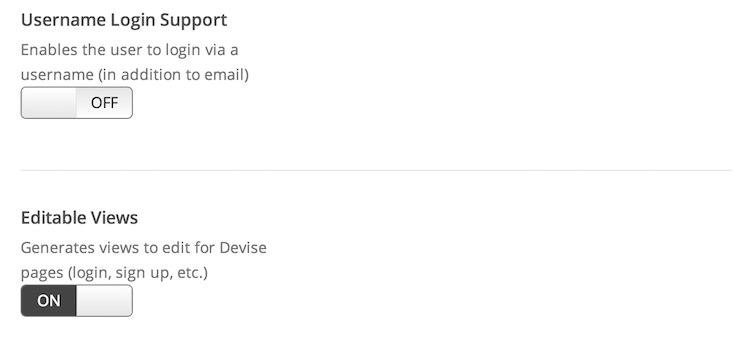 Username Login Support
Enables the user to login via a
username (in addition to email)
OFF
Editable Views
Generates views to edit for Devise
pages (login, sign up, etc.)
ON